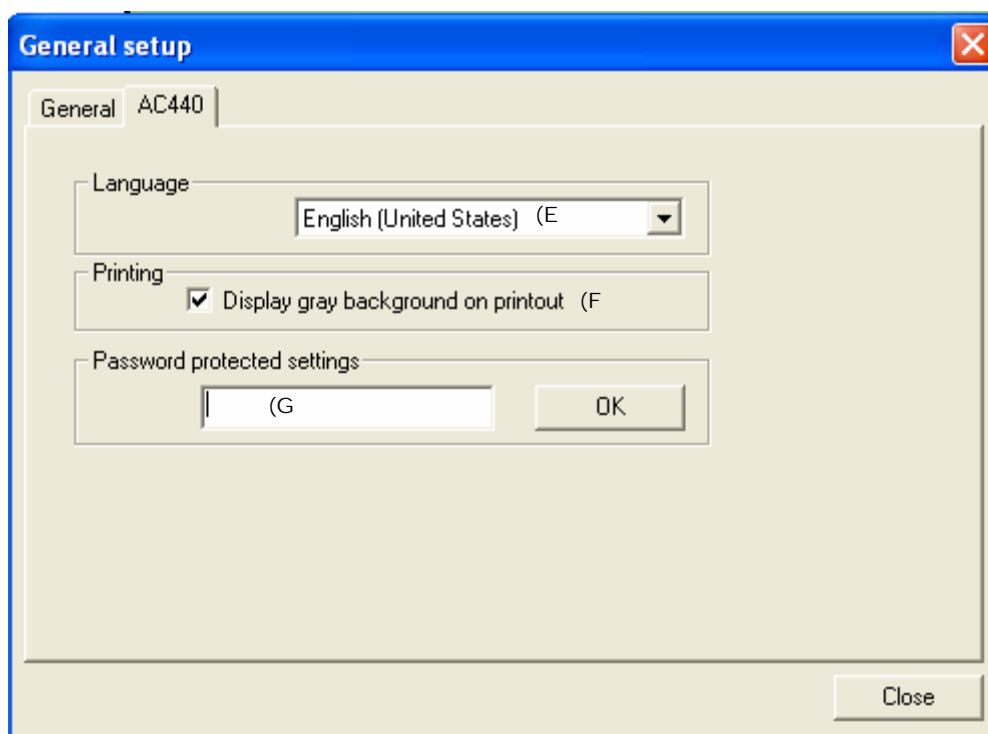 General setup
General AC440
Language
English (United States) (E
Printing
Display gray background on printout (F
Password protected settings
(G OK
Close